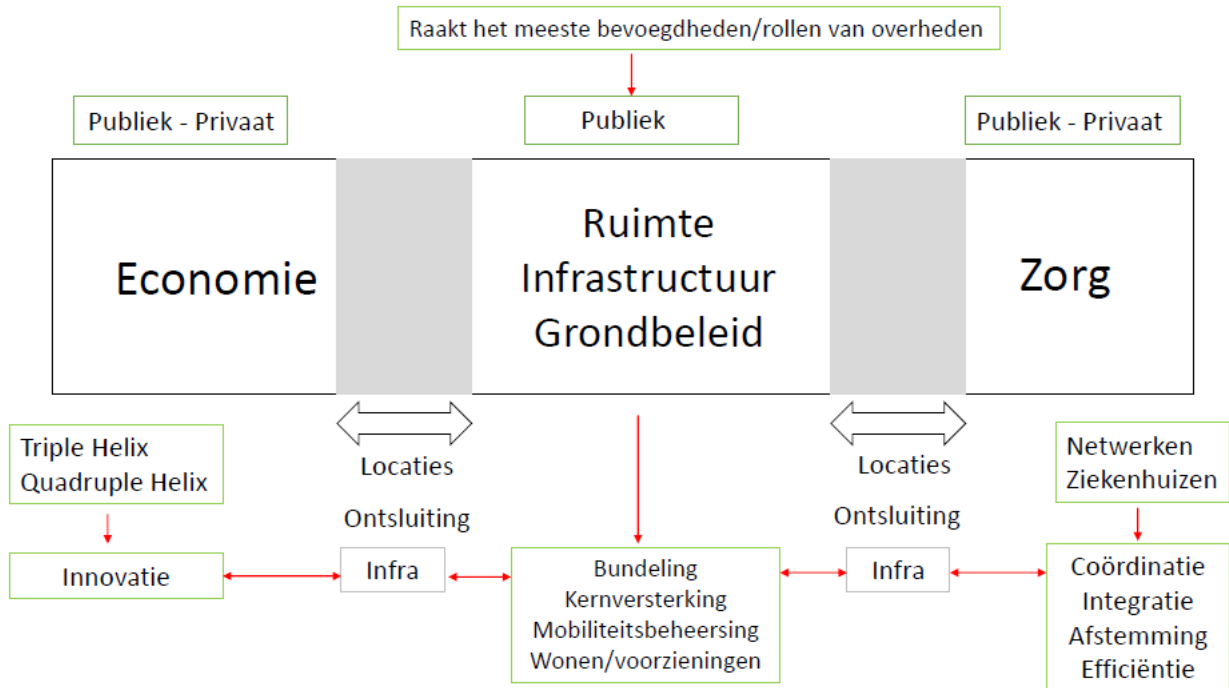 Raakt het meeste bevoegdheden/rollen van overheden
Publiek - Privaat
Publiek
Publiek - Privaat
Economie
Ruimte
Infrastructuur
Grondbeleid
Zorg
Triple Helix
Quadruple Helix
Locaties
Locaties
Netwerken
Ziekenhuizen
Ontsluiting
Ontsluiting
Innovatie
Infra
Bundeling
Kernversterking
Mobiliteitsbeheersing
Wonen/voorzieningen
Infra
Coördinatie
Integratie
Afstemming
Efficiëntie